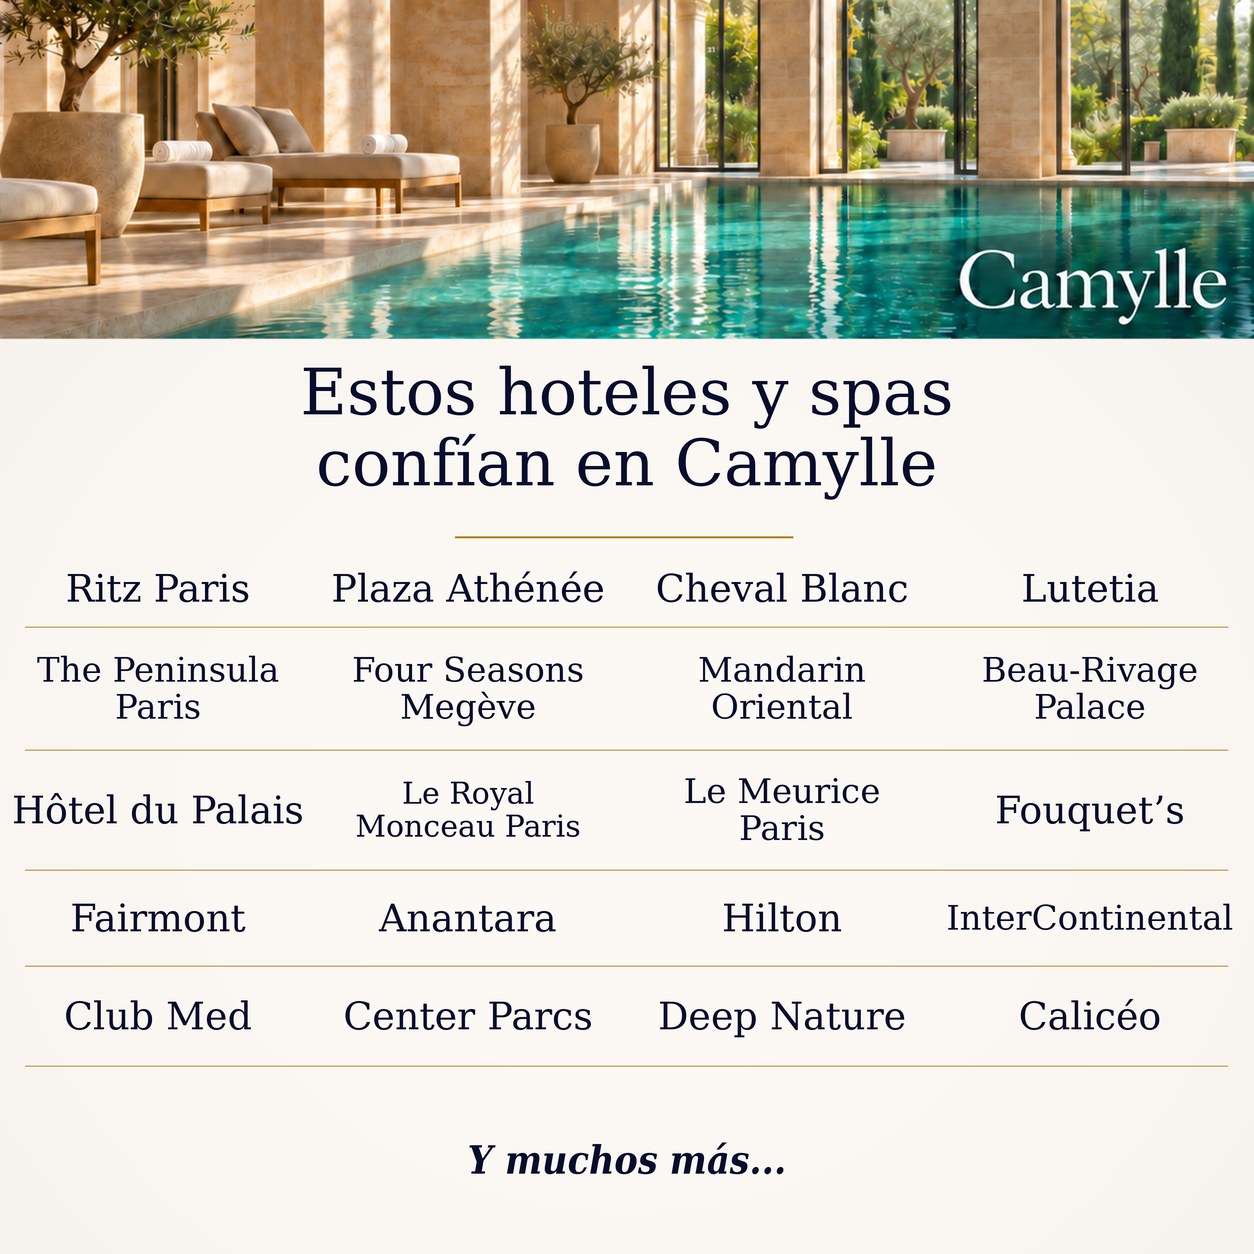 Camylle
Estos hoteles y spas
confían en Camylle
Ritz Paris
Plaza Athénée
Cheval Blanc
Lutetia
The Peninsula
Paris
Four Seasons
Megève
Mandarin
Oriental
Beau-Rivage
Palace
Hôtel du Palais
Le Royal
Monceau Paris
Le Meurice
Paris
Fouquet’s
Fairmont
Anantara
Hilton
InterContinental
Club Med
Center Parcs
Deep Nature
Calicéo
Y muchos más...